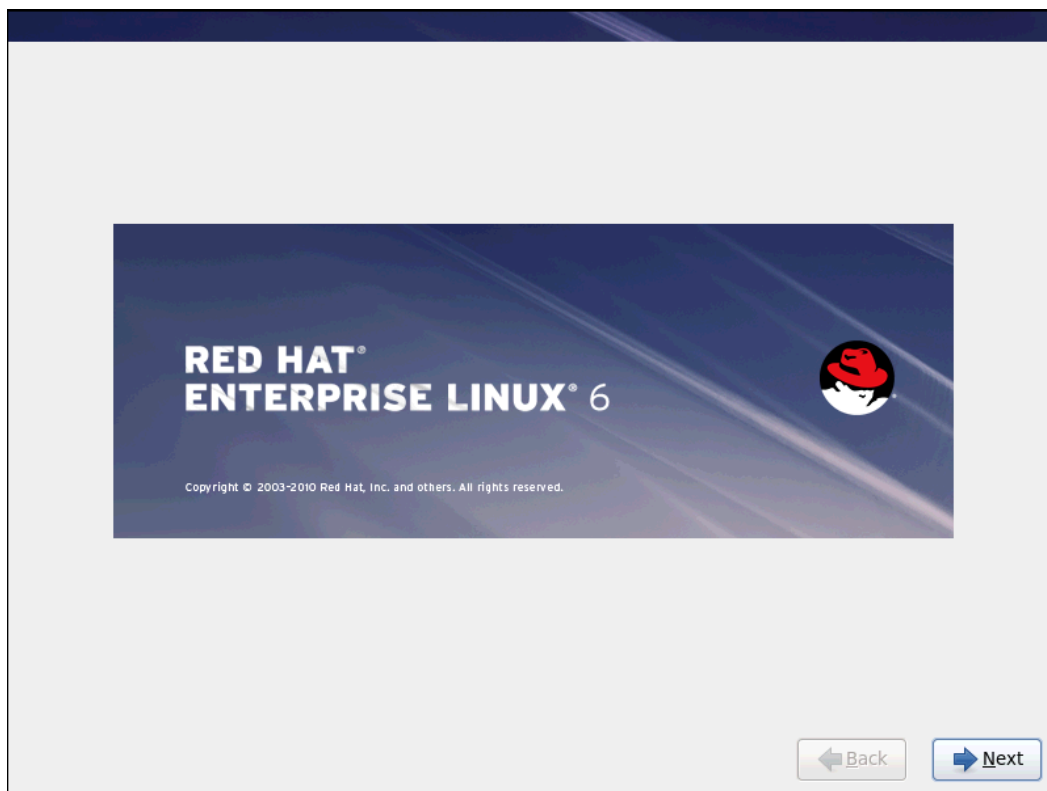 RED HAT®
ENTERPRISE LINUX® 6
Copyright © 2003-2010 Red Hat, Inc. and others. All rights reserved.
Back
Next